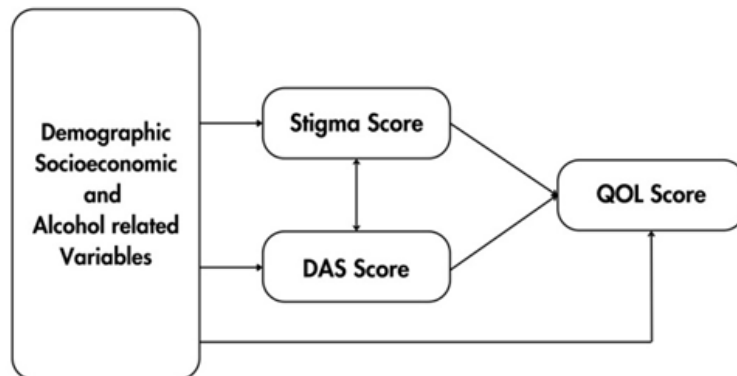 Demographic
Socioeconomic
and
Alcohol related
Variables
Stigma Score
DAS Score
QOL Score